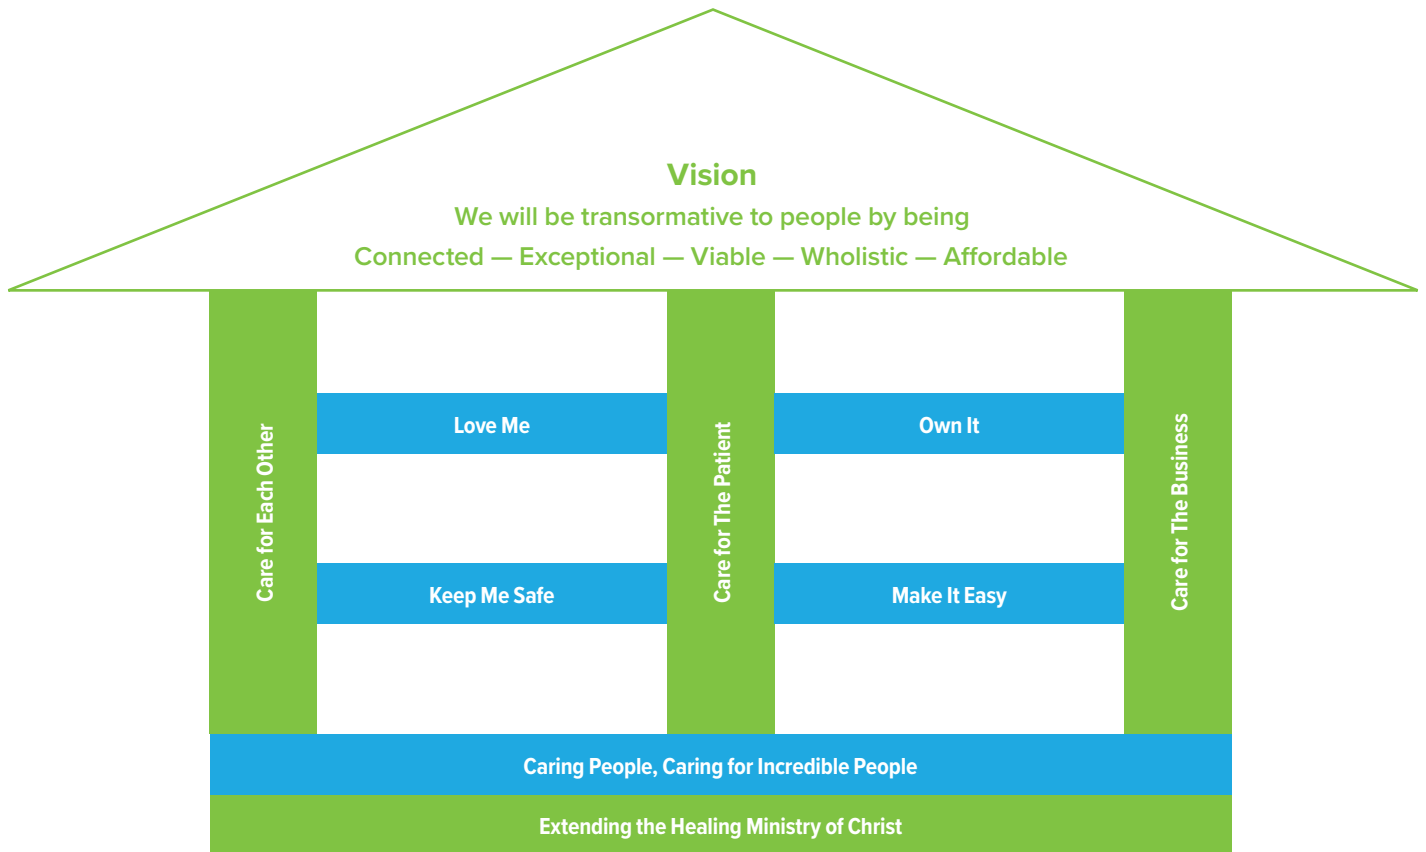 Vision
We will be transormative to people by being
Connected — Exceptional — Viable — Wholistic — Affordable
Care for Each Other
Love Me
Keep Me Safe
Care for The Patient
Own It
Make It Easy
Care for The Business
Caring People, Caring for Incredible People
Extending the Healing Ministry of Christ